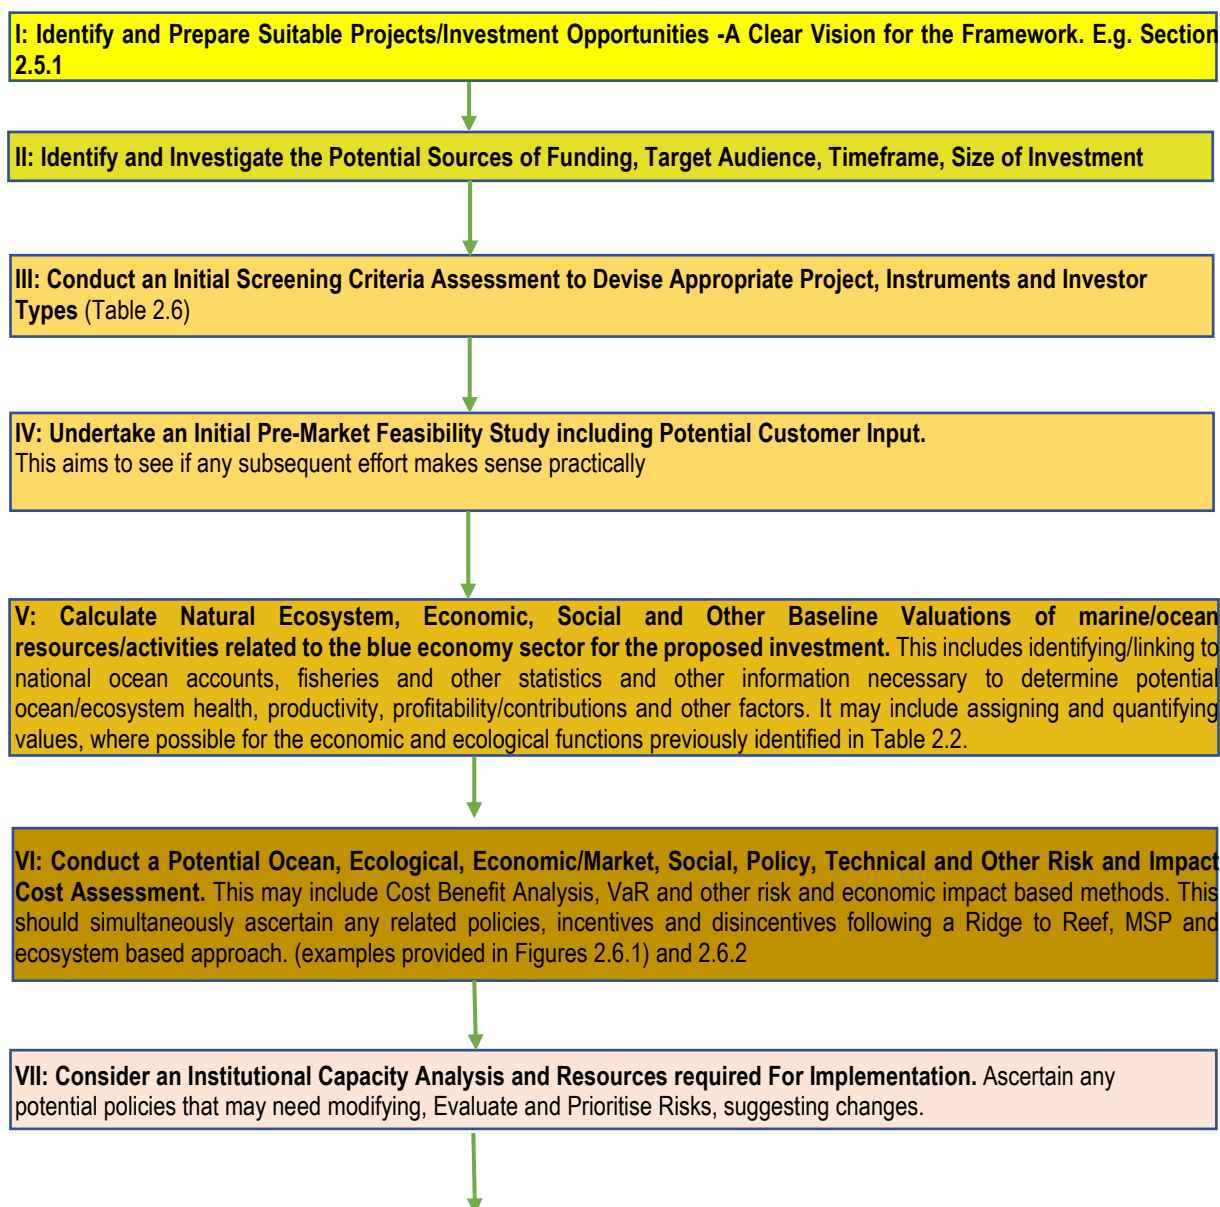 I: Identify and Prepare Suitable Projects/Investment Opportunities -A Clear Vision for the Framework. E.g. Section
2.5.1
II: Identify and Investigate the Potential Sources of Funding, Target Audience, Timeframe, Size of Investment
III: Conduct an Initial Screening Criteria Assessment to Devise Appropriate Project, Instruments and Investor
Types (Table 2.6)
IV: Undertake an Initial Pre-Market Feasibility Study including Potential Customer Input.
This aims to see if any subsequent effort makes sense practically
V: Calculate Natural Ecosystem, Economic, Social and Other Baseline Valuations of marine/ocean
resources/activities related to the blue economy sector for the proposed investment. This includes identifying/linking to
national ocean accounts, fisheries and other statistics and other information necessary to determine potential
ocean/ecosystem health, productivity, profitability/contributions and other factors. It may include assigning and quantifying
values, where possible for the economic and ecological functions previously identified in Table 2.2.
VI: Conduct a Potential Ocean, Ecological, Economic/Market, Social, Policy, Technical and Other Risk and Impact
Cost Assessment. This may include Cost Benefit Analysis, VaR and other risk and economic impact based methods. This
should simultaneously ascertain any related policies, incentives and disincentives following a Ridge to Reef, MSP and
ecosystem based approach. (examples provided in Figures 2.6.1) and 2.6.2
VII: Consider an Institutional Capacity Analysis and Resources required For Implementation. Ascertain any
potential policies that may need modifying, Evaluate and Prioritise Risks, suggesting changes.